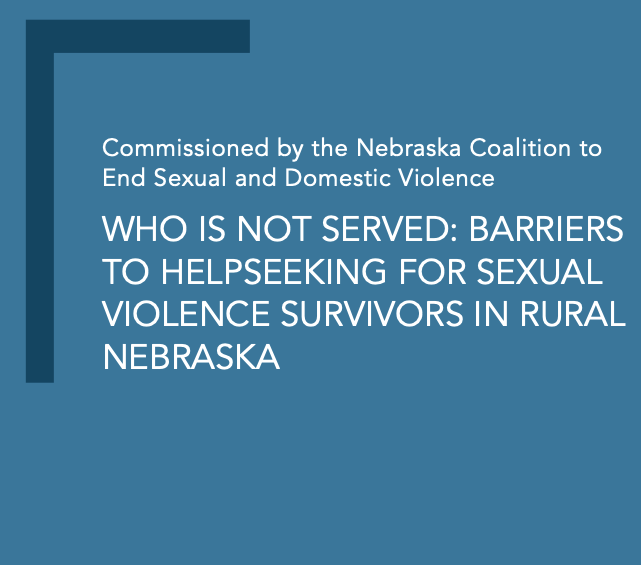 Commissioned by the Nebraska Coalition to
End Sexual and Domestic Violence
WHO IS NOT SERVED: BARRIERS
TO HELPSEEKING FOR SEXUAL
VIOLENCE SURVIVORS IN RURAL
NEBRASKA